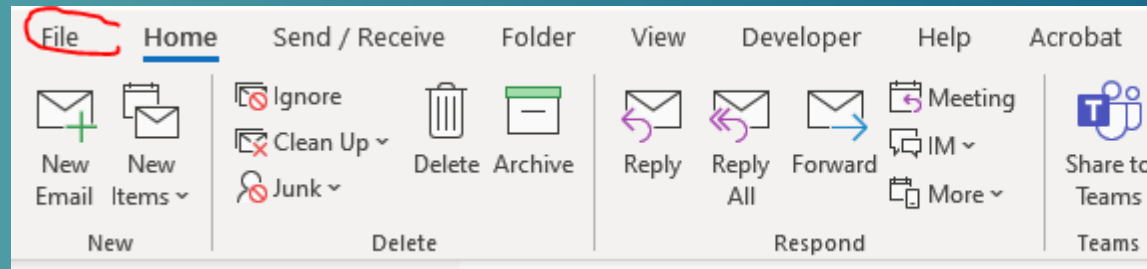 File Home Send / Receive Folder View Developer Help Acrobat
New Email
New Items
Ignore
Clean Up
Junk
Delete
Archive
Reply
Reply All
Forward
Meeting
IM
More
Share to
Teams
New
Delete
Respond
Teams